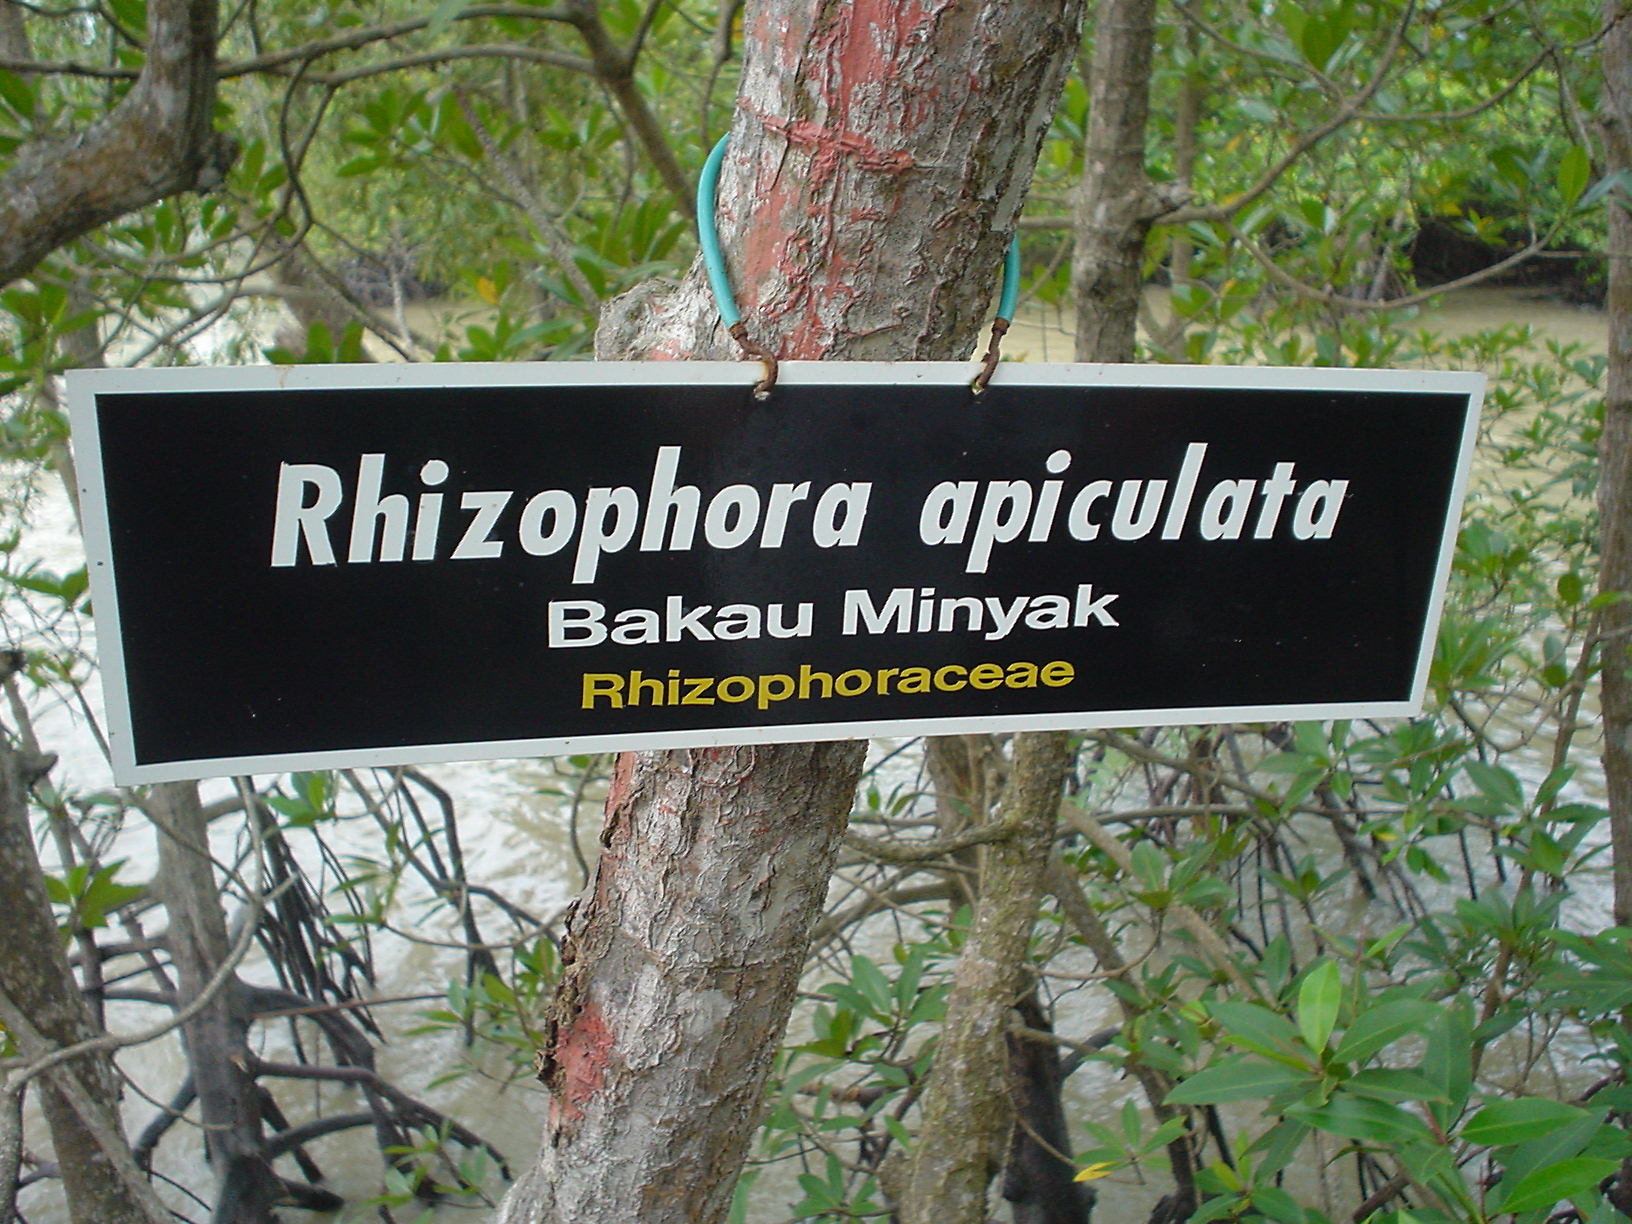 Rhizophora apiculata
Bakau Minyak
Rhizophoraceae